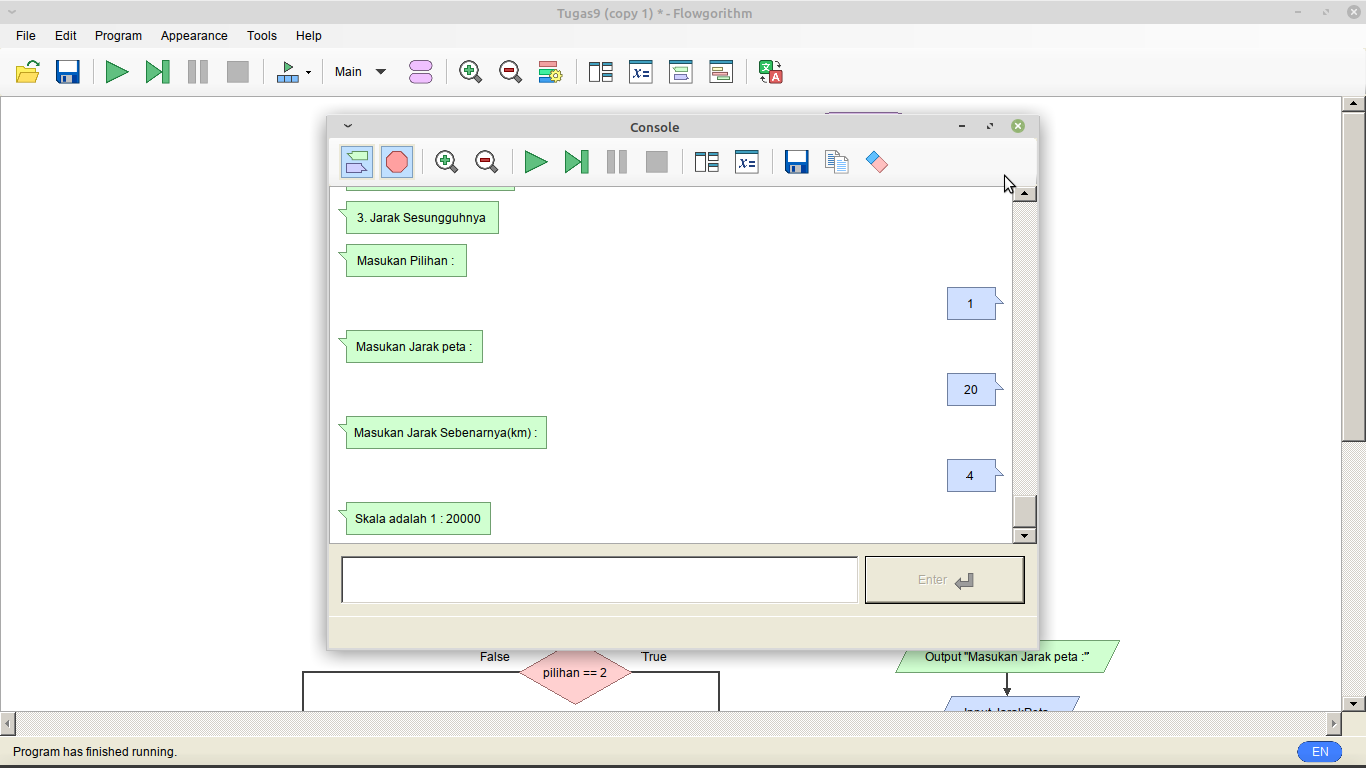 Tugas9 (copy 1) * - Flowgorithm
File Edit Program Appearance Tools Help
Main
Console
3. Jarak Sesungguhnya
Masukan Pilihan :
1
Masukan Jarak peta :
20
Masukan Jarak Sebenarnya(km) :
4
Skala adalah 1 : 20000
Enter
False
True
pilihan == 2
Output "Masukan Jarak peta :"
Input JarakPeta
Program has finished running.
EN